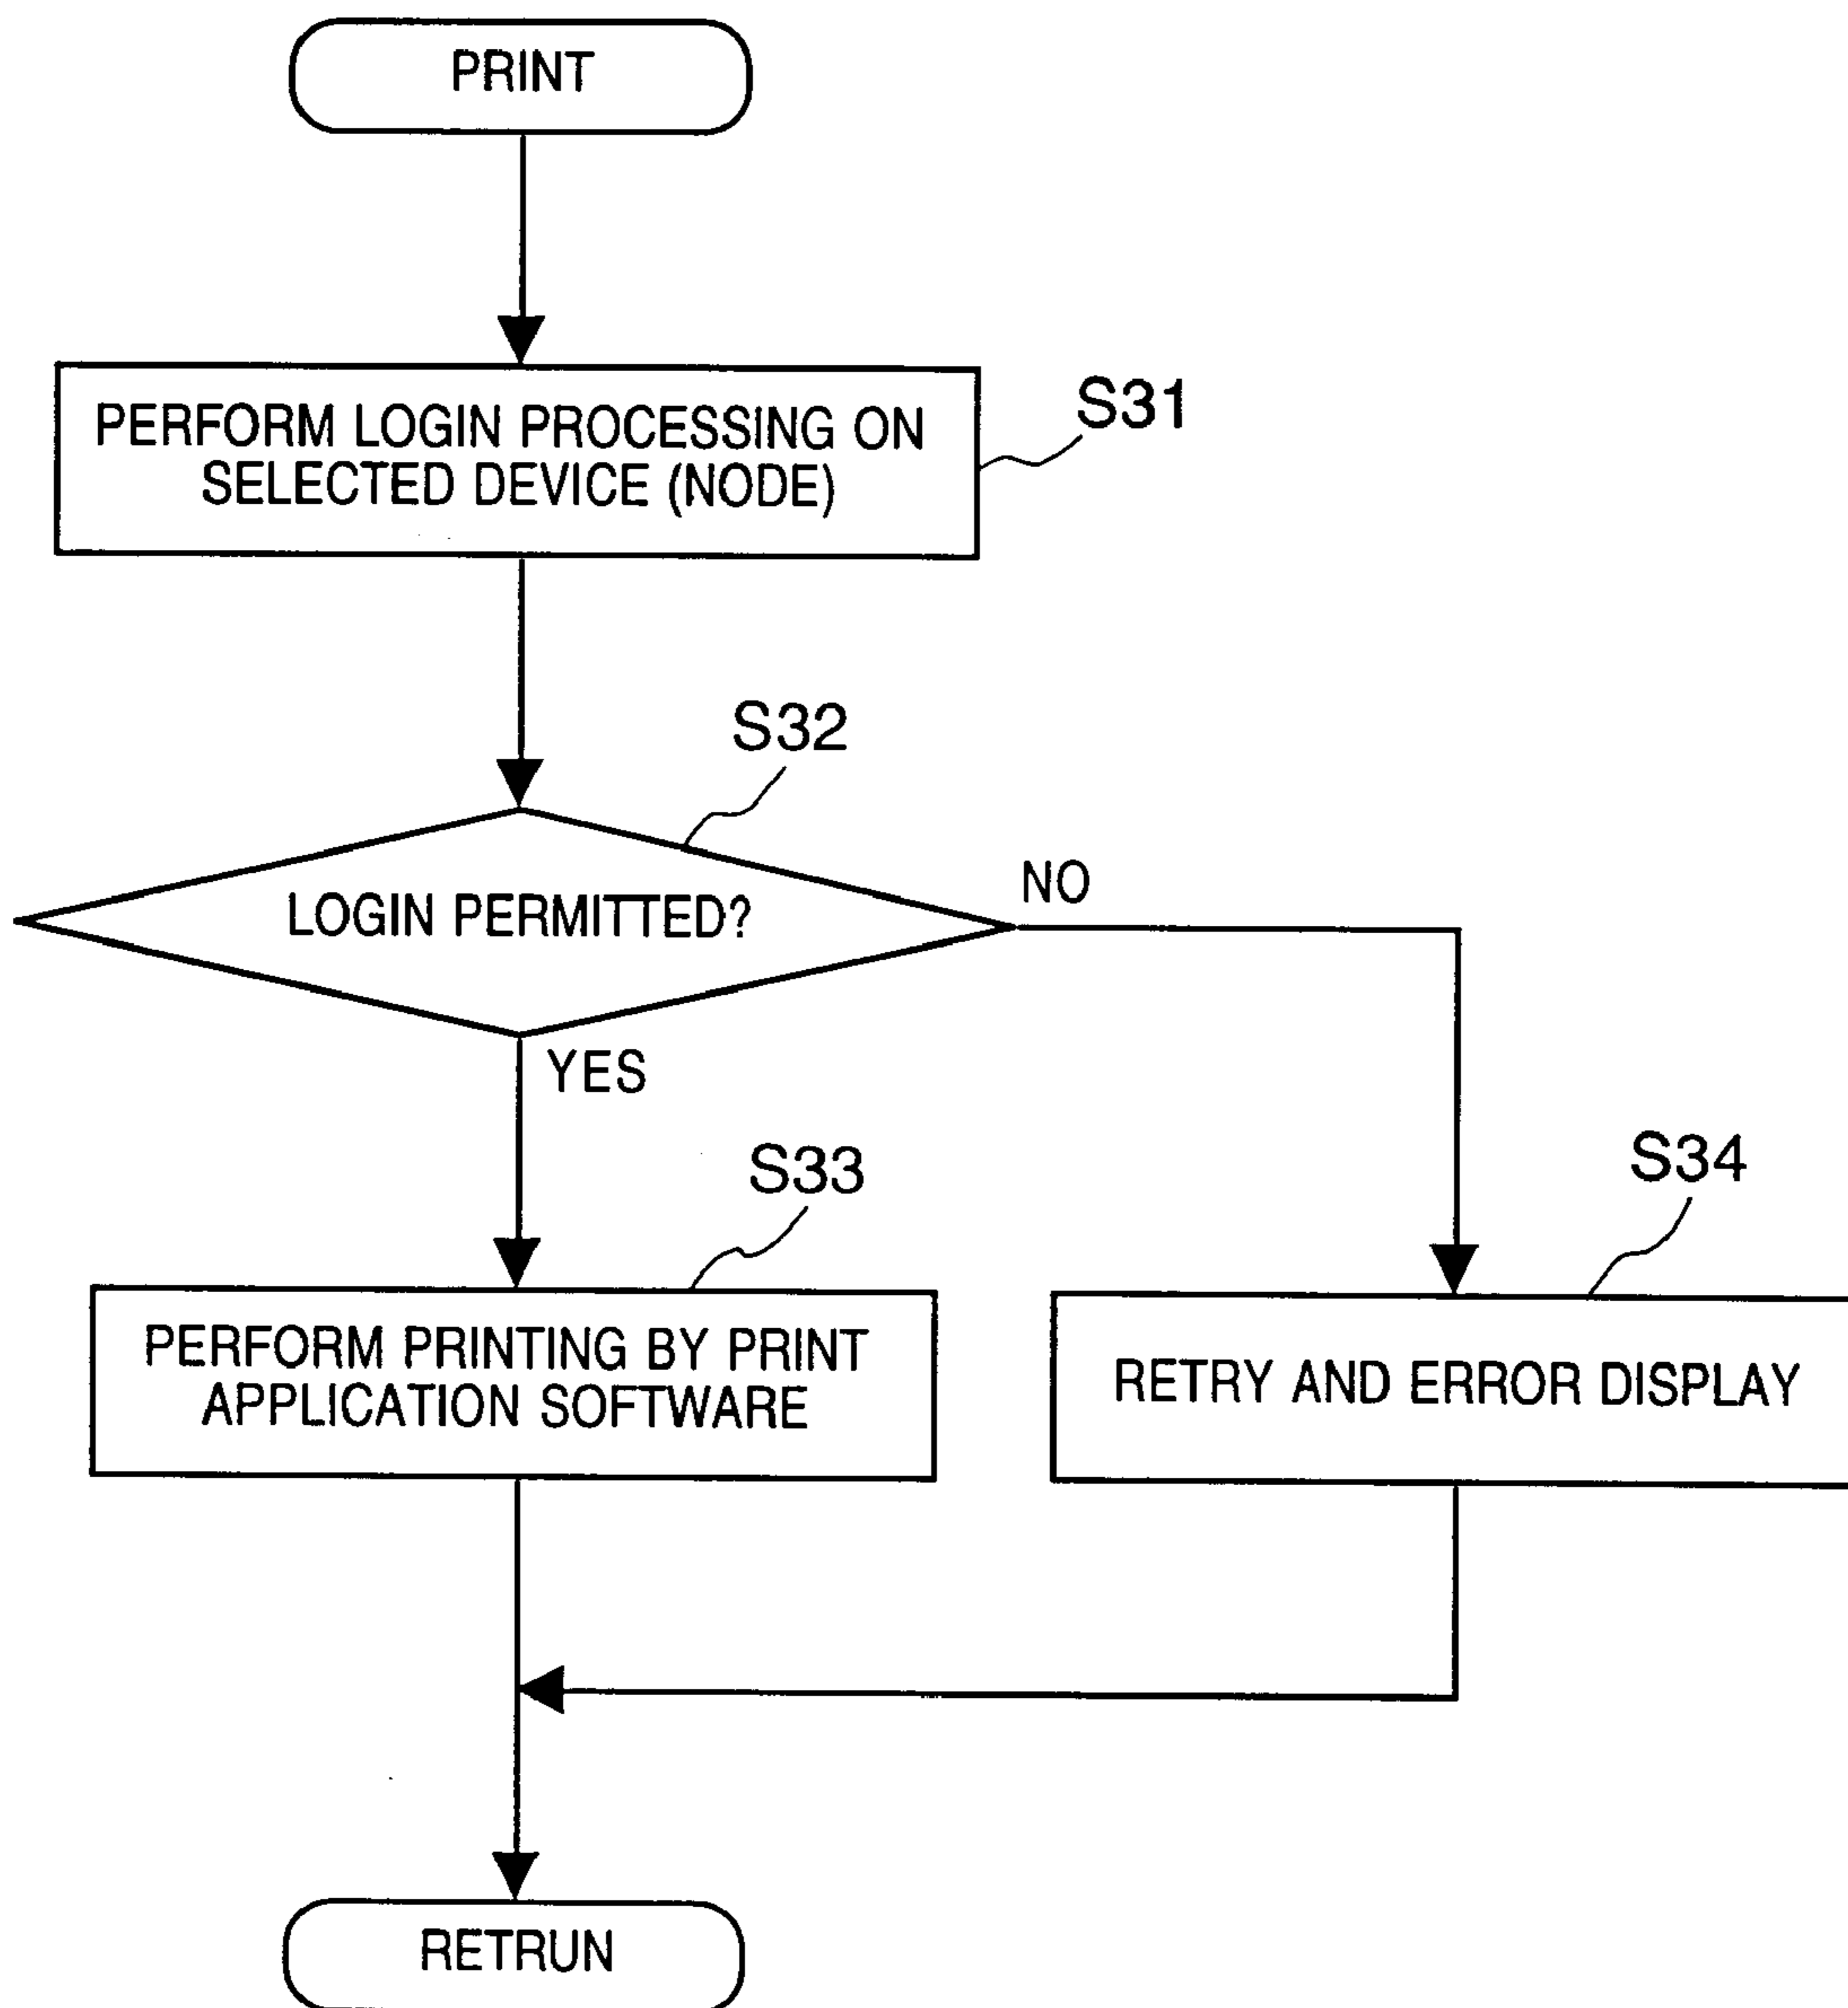 PRINT
PERFORM LOGIN PROCESSING ON
SELECTED DEVICE (NODE)
S31
S32
LOGIN PERMITTED?
NO
YES
S33
S34
PERFORM PRINTING BY PRINT
APPLICATION SOFTWARE
RETRY AND ERROR DISPLAY
RETRUN